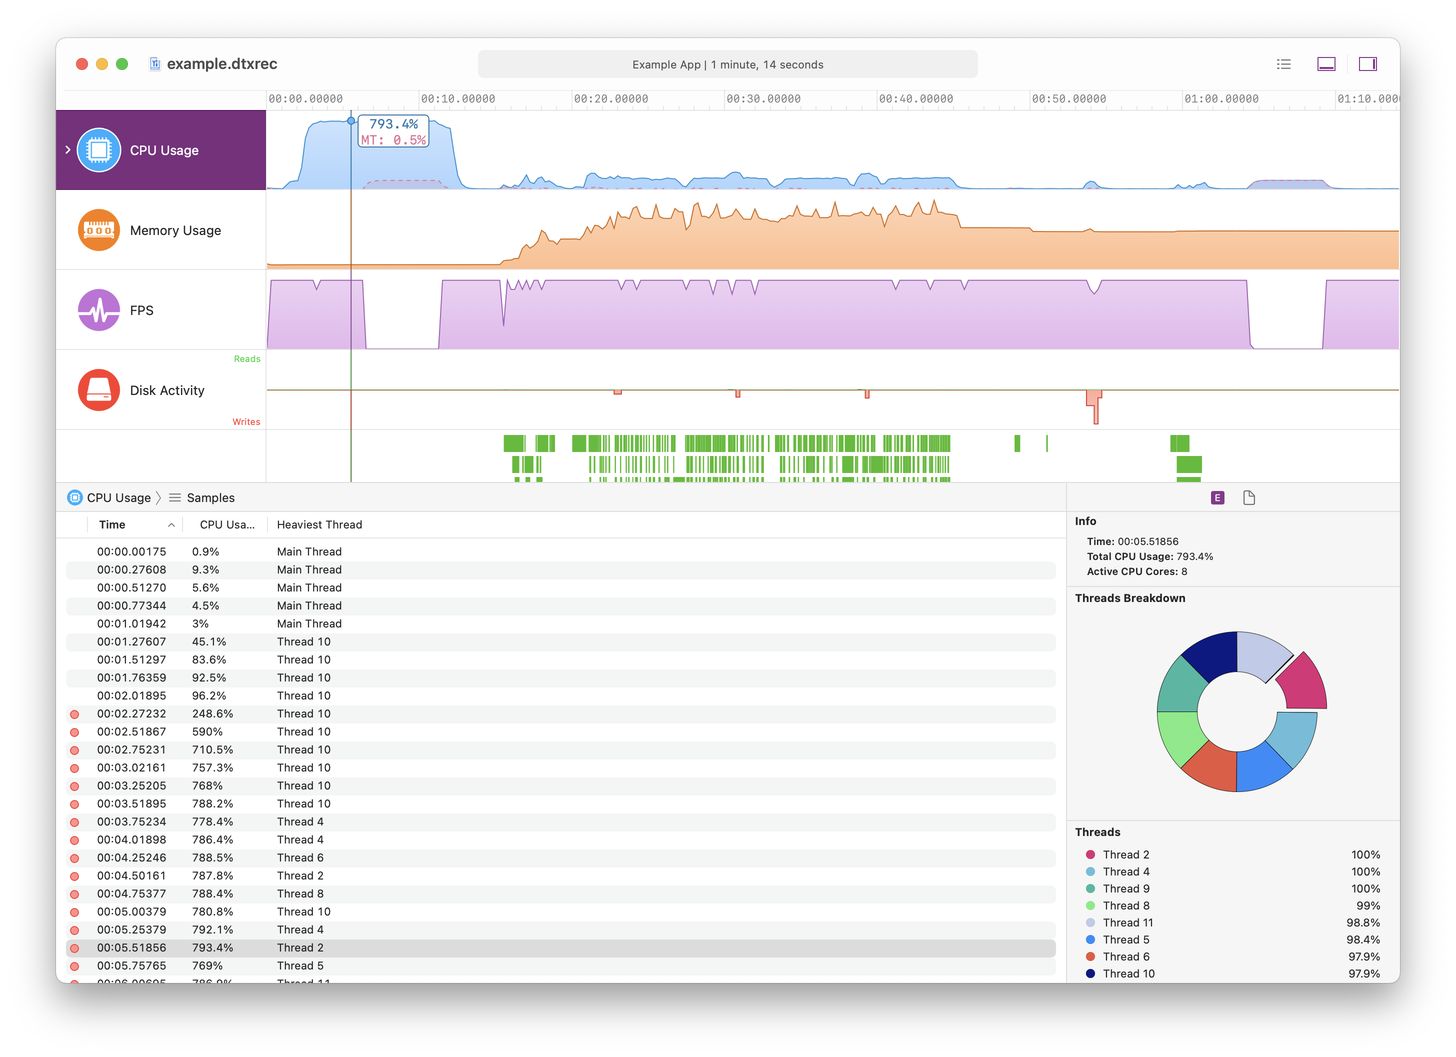 example.dtxrec
Example App | 1 minute, 14 seconds
00:00.00000 00:10.00000 00:20.00000 00:30.00000 00:40.00000 00:50.00000 01:00.00000 01:10.000
CPU Usage
793.4%
MT: 0.5%
Memory Usage
FPS
Reads
Disk Activity
Writes
CPU Usage Samples
E
Time CPU Usa... Heaviest Thread
00:00.00175 0.9% Main Thread
00:00.27608 9.3% Main Thread
00:00.51270 5.6% Main Thread
00:00.77344 4.5% Main Thread
00:01.01942 3% Main Thread
00:01.27607 45.1% Thread 10
00:01.51297 83.6% Thread 10
00:01.76359 92.5% Thread 10
00:02.01895 96.2% Thread 10
00:02.27232 248.6% Thread 10
00:02.51867 590% Thread 10
00:02.75231 710.5% Thread 10
00:03.02161 757.3% Thread 10
00:03.25205 768% Thread 10
00:03.51895 788.2% Thread 10
00:03.75234 778.4% Thread 4
00:04.01898 786.4% Thread 4
00:04.25246 788.5% Thread 6
00:04.50161 787.8% Thread 2
00:04.75377 788.4% Thread 8
00:05.00379 780.8% Thread 10
00:05.25379 792.1% Thread 4
00:05.51856 793.4% Thread 2
00:05.75765 769% Thread 5
Info
Time: 00:05.51856
Total CPU Usage: 793.4%
Active CPU Cores: 8
Threads Breakdown
Threads
Thread 2 100%
Thread 4 100%
Thread 9 100%
Thread 8 99%
Thread 11 98.8%
Thread 5 98.4%
Thread 6 97.9%
Thread 10 97.9%